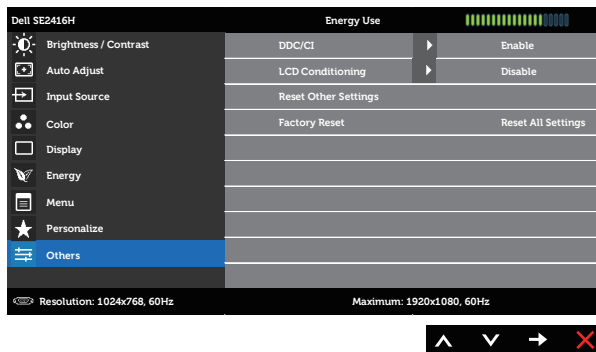 Dell SE2416H Energy Use
Brightness / Contrast DDC/CI Enable
Auto Adjust LCD Conditioning Disable
Input Source Reset Other Settings
Color Factory Reset Reset All Settings
Display
Energy
Menu
Personalize
Others
Resolution: 1024x768, 60Hz Maximum: 1920x1080, 60Hz